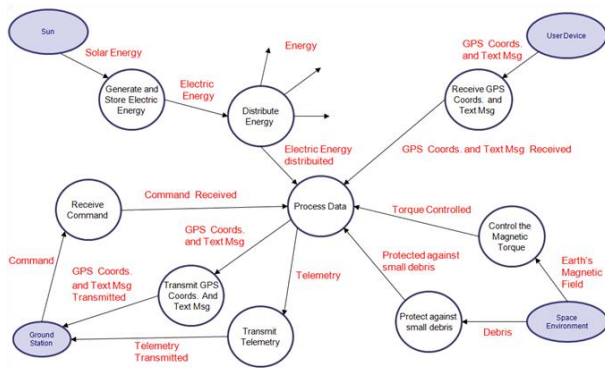 Sun
User Device
Solar Energy
Energy
GPS Coords.
and Text Msg
Generate and
Store Electric
Energy
Electric
Energy
Distribute
Energy
Receive GPS
Coords. and
Text Msg
Electric Energy
distribuited
GPS Coords. and Text Msg Received
Receive
Command
Command Received
Process Data
Torque Controlled
Control the
Magnetic
Torque
GPS Coords.
and Text Msg
Command
GPS Coords.
and Text Msg
Transmitted
Transmit GPS
Coords. And
Text Msg
Telemetry
Protected against
small debris
Earth's
Magnetic
Field
Ground
Station
Transmit
Telemetry
Telemetry
Transmitted
Protect against
small debris
Debris
Space
Environment